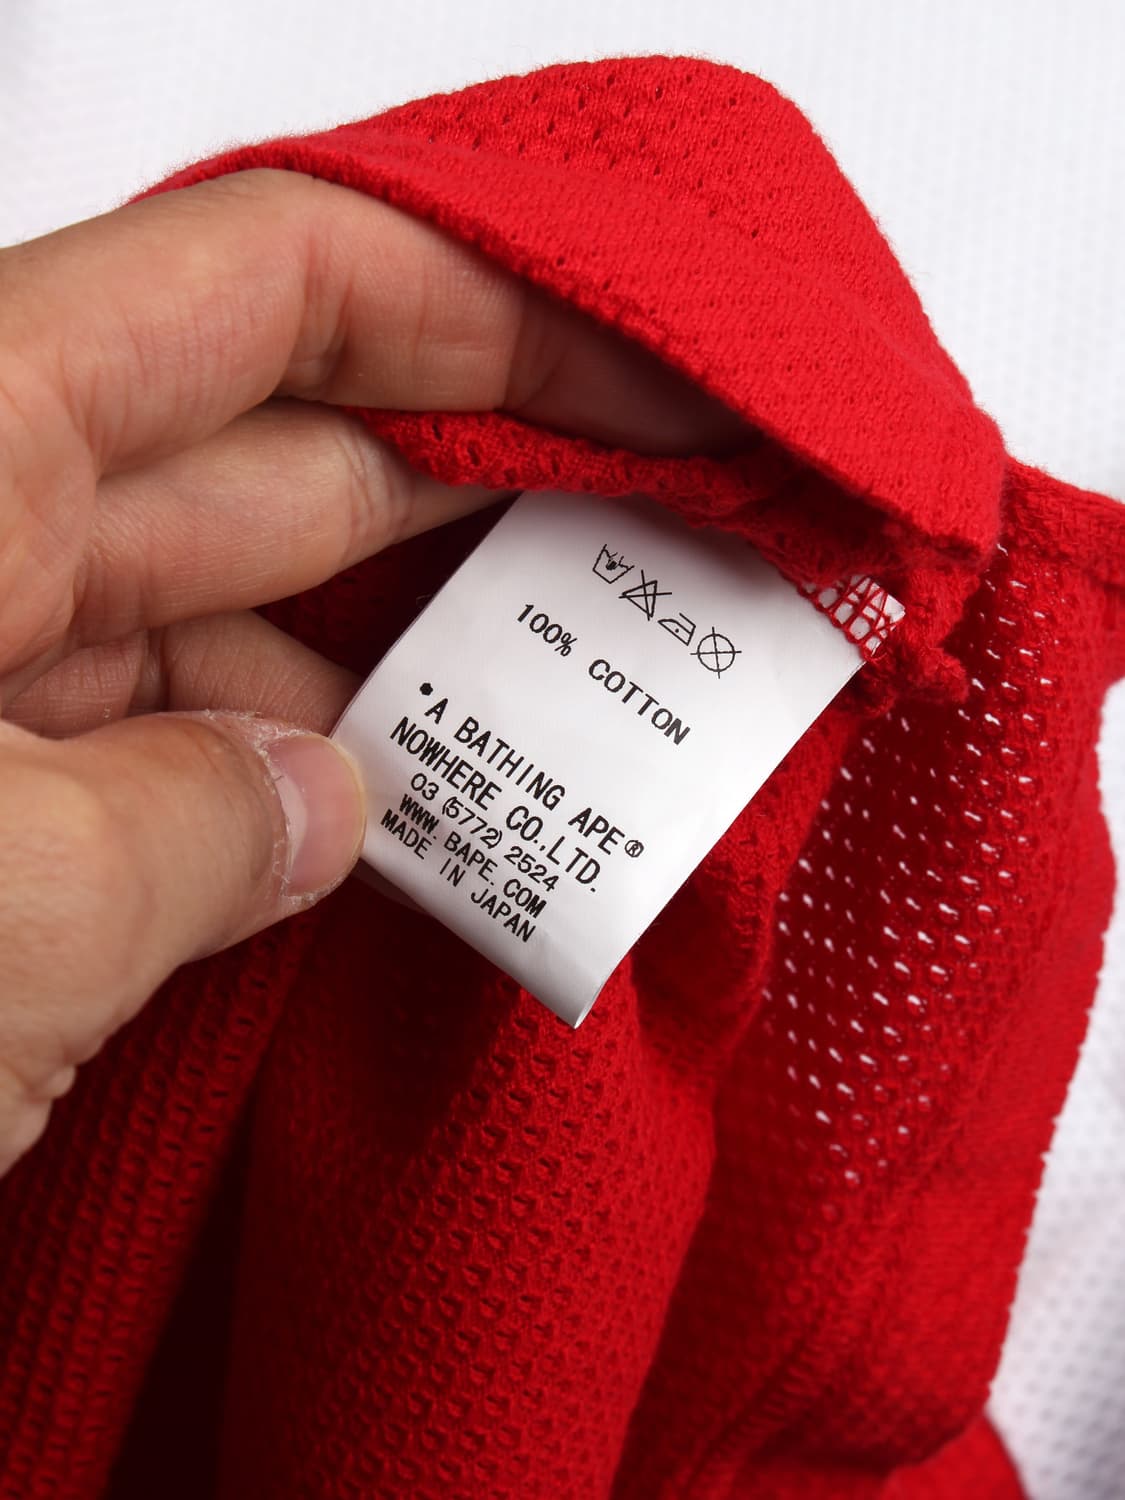 100% COTTON
•A BATHING APE®
NOWHERE CO.,LTD.
03 (5772) 2524
WWW. BAPE. COM
MADE IN JAPAN